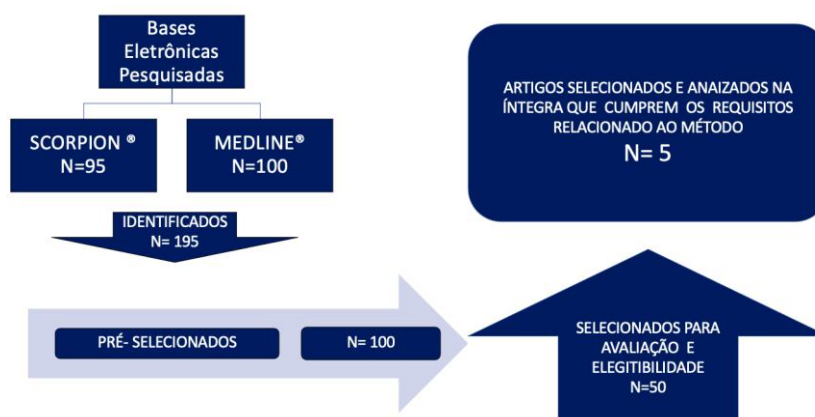 Bases
Eletrônicas
Pesquisadas
SCORPION ®
N=95
MEDLINE®
N=100
IDENTIFICADOS
N= 195
PRÉ- SELECIONADOS
N= 100
SELECIONADOS PARA
AVALIAÇÃO E
ELEGITIBILIDADE
N=50
ARTIGOS SELECIONADOS E ANAIZADOS NA
ÍNTEGRA QUE CUMPREM OS REQUISITOS
RELACIONADO AO MÉTODO
N= 5